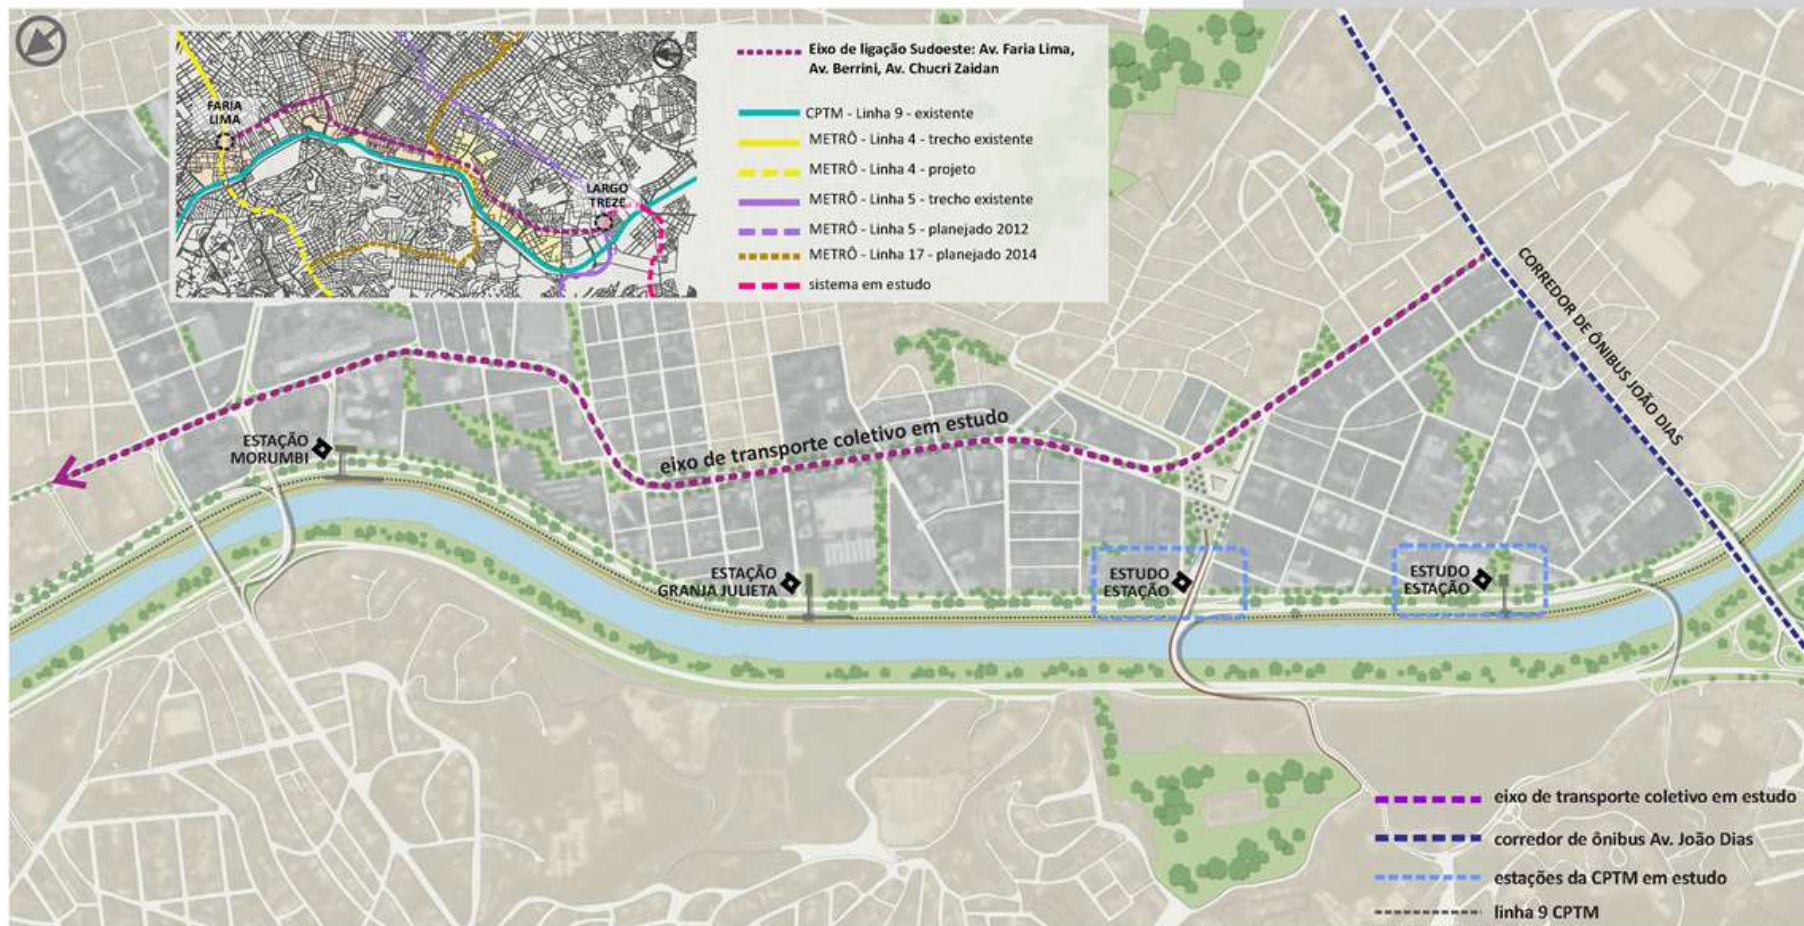 FARIA
LIMA
LARGO
TREZE
Eixo de ligação Sudoeste: Av. Faria Lima,
Av. Berrini, Av. Chucri Zaidan
CPTM - Linha 9 - existente
METRÔ - Linha 4 - trecho existente
METRÔ - Linha 4 - projeto
METRÔ - Linha 5 - trecho existente
METRÔ - Linha 5 - planejado 2012
METRÔ - Linha 17 - planejado 2014
sistema em estudo
CORREDOR DE ÔNIBUS JOÃO DIAS
eixo de transporte coletivo em estudo
ESTAÇÃO
MORUMBI
ESTAÇÃO
GRANJA JULIETA
ESTUDO
ESTAÇÃO
ESTUDO
ESTAÇÃO
eixo de transporte coletivo em estudo
corredor de ônibus Av. João Dias
estações da CPTM em estudo
linha 9 CPTM